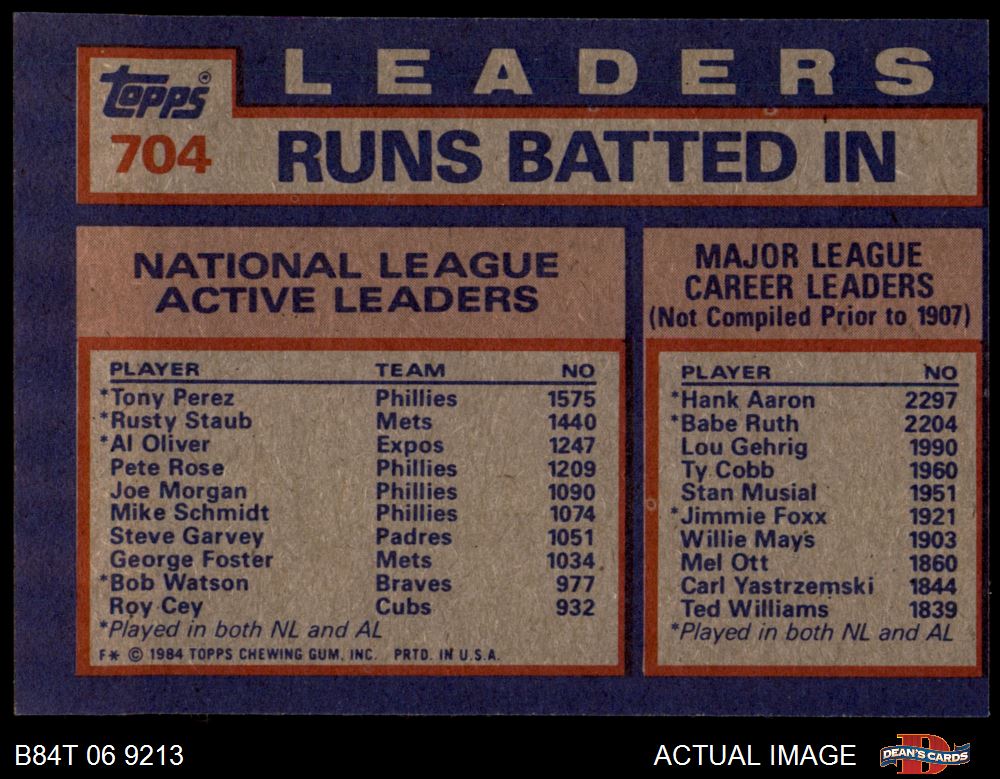 LEADERS
Topps®
704
RUNS BATTED IN
NATIONAL LEAGUE
ACTIVE LEADERS
PLAYER TEAM NO
*Tony Perez Phillies 1575
*Rusty Staub Mets 1440
*Al Oliver Expos 1247
Pete Rose Phillies 1209
Joe Morgan Phillies 1090
Mike Schmidt Phillies 1074
Steve Garvey Padres 1051
George Foster Mets 1034
*Bob Watson Braves 977
Roy Cey Cubs 932
*Played in both NL and AL
F* © 1984 TOPPS CHEWING GUM, INC. PRTD. IN U.S.A.
MAJOR LEAGUE
CAREER LEADERS
(Not Compiled Prior to 1907)
PLAYER NO
*Hank Aaron 2297
*Babe Ruth 2204
Lou Gehrig 1990
Ty Cobb 1960
Stan Musial 1951
*Jimmie Foxx 1921
Willie Mays 1903
Mel Ott 1860
Carl Yastrzemski 1844
Ted Williams 1839
*Played in both NL and AL
B84T 06 9213
ACTUAL IMAGE
DEAN'S CARDS